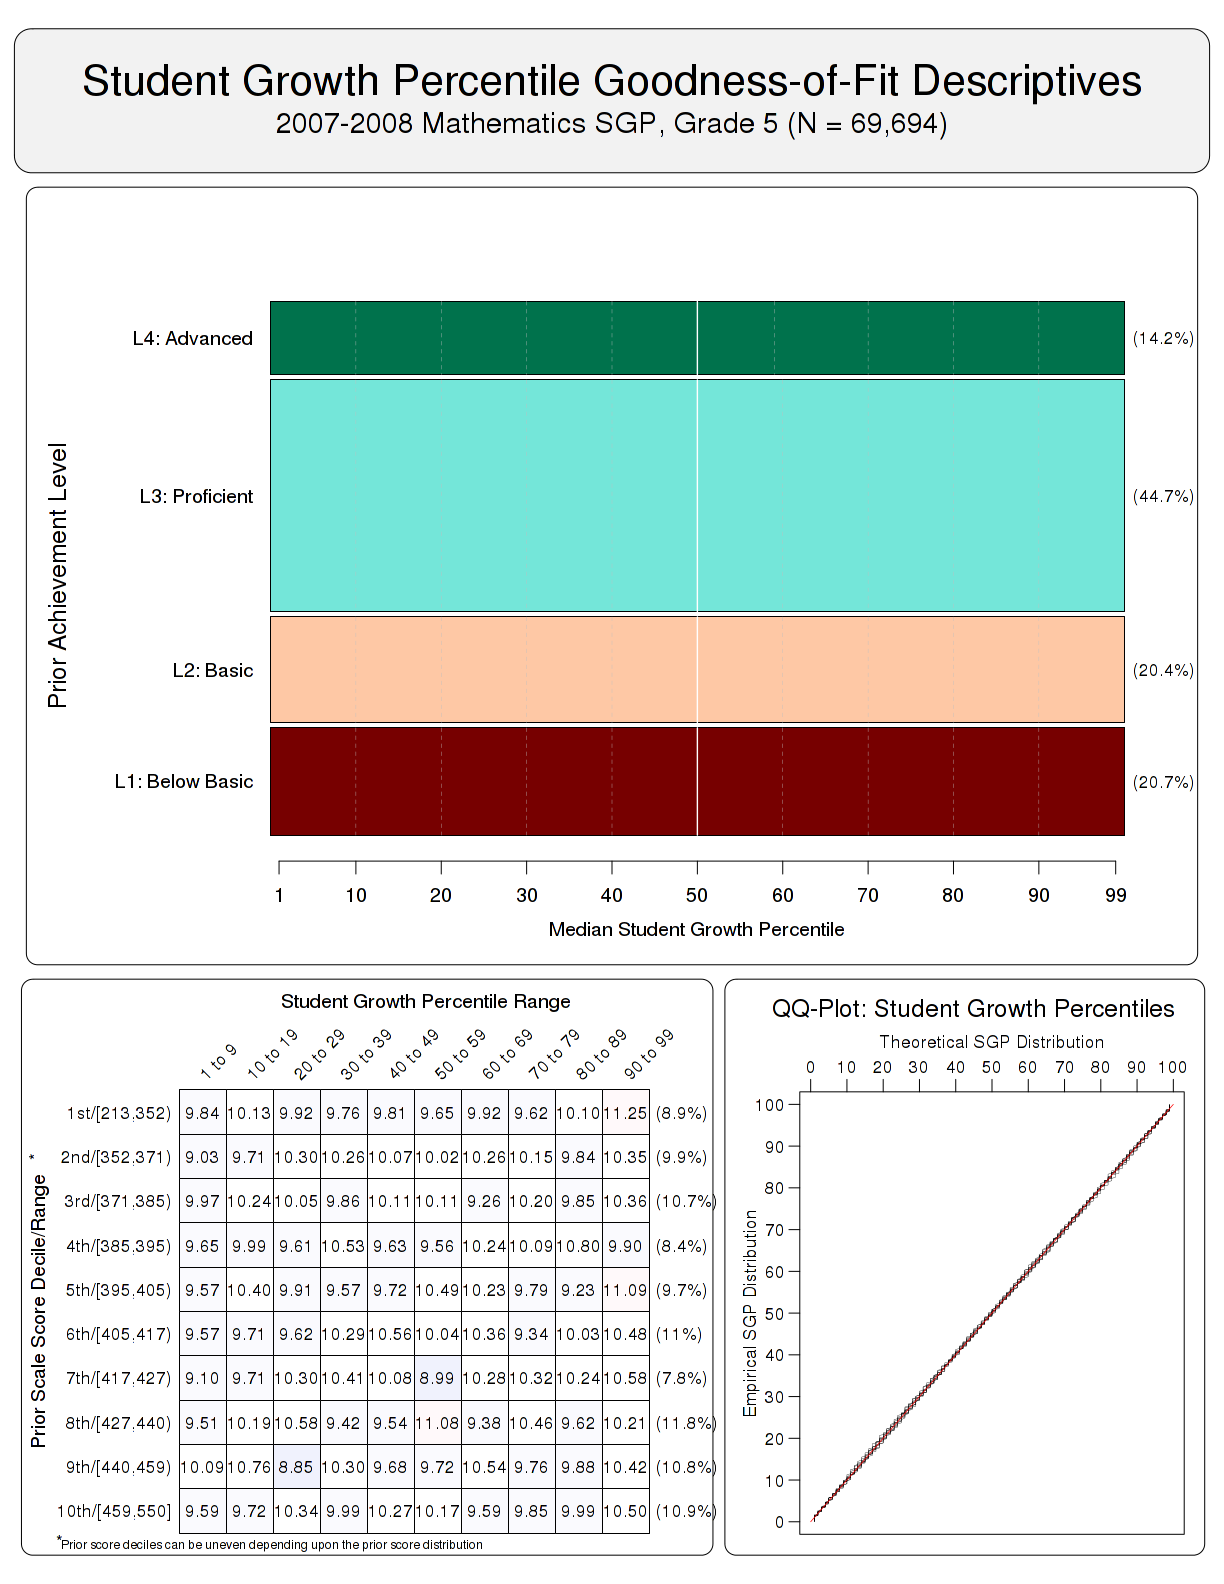 Student Growth Percentile Goodness-of-Fit Descriptives
2007-2008 Mathematics SGP, Grade 5 (N = 69,694)
Prior Achievement Level
L4: Advanced (14.2%)
L3: Proficient (44.7%)
L2: Basic (20.4%)
L1: Below Basic (20.7%)
1 10 20 30 40 50 60 70 80 90 99
Median Student Growth Percentile
Student Growth Percentile Range
1 to 9 10 to 19 20 to 29 30 to 39 40 to 49 50 to 59 60 to 69 70 to 79 80 to 89 90 to 99
Prior Scale Score Decile/Range *
1st/[213,352) 9.84 10.13 9.92 9.76 9.81 9.65 9.92 9.62 10.10 11.25 (8.9%)
2nd/[352,371) 9.03 9.71 10.30 10.26 10.07 10.02 10.26 10.15 9.84 10.35 (9.9%)
3rd/[371,385) 9.97 10.24 10.05 9.86 10.11 10.11 9.26 10.20 9.85 10.36 (10.7%)
4th/[385,395) 9.65 9.99 9.61 10.53 9.63 9.56 10.24 10.09 10.80 9.90 (8.4%)
5th/[395,405) 9.57 10.40 9.91 9.57 9.72 10.49 10.23 9.79 9.23 11.09 (9.7%)
6th/[405,417) 9.57 9.71 9.62 10.29 10.56 10.04 10.36 9.34 10.03 10.48 (11%)
7th/[417,427) 9.10 9.71 10.30 10.41 10.08 8.99 10.28 10.32 10.24 10.58 (7.8%)
8th/[427,440) 9.51 10.19 10.58 9.42 9.54 11.08 9.38 10.46 9.62 10.21 (11.8%)
9th/[440,459) 10.09 10.76 8.85 10.30 9.68 9.72 10.54 9.76 9.88 10.42 (10.8%)
10th/[459,550] 9.59 9.72 10.34 9.99 10.27 10.17 9.59 9.85 9.99 10.50 (10.9%)
*Prior score deciles can be uneven depending upon the prior score distribution
QQ-Plot: Student Growth Percentiles
Theoretical SGP Distribution
0 10 20 30 40 50 60 70 80 90 100
Empirical SGP Distribution
100
90
80
70
60
50
40
30
20
10
0